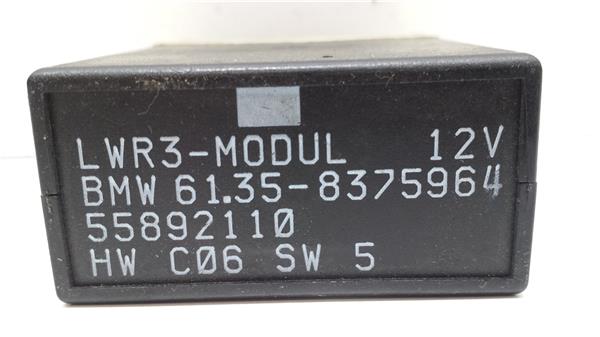 LWR3-MODUL 12V
BMW 61.35-8375964
55892110
HW C06 SW 5